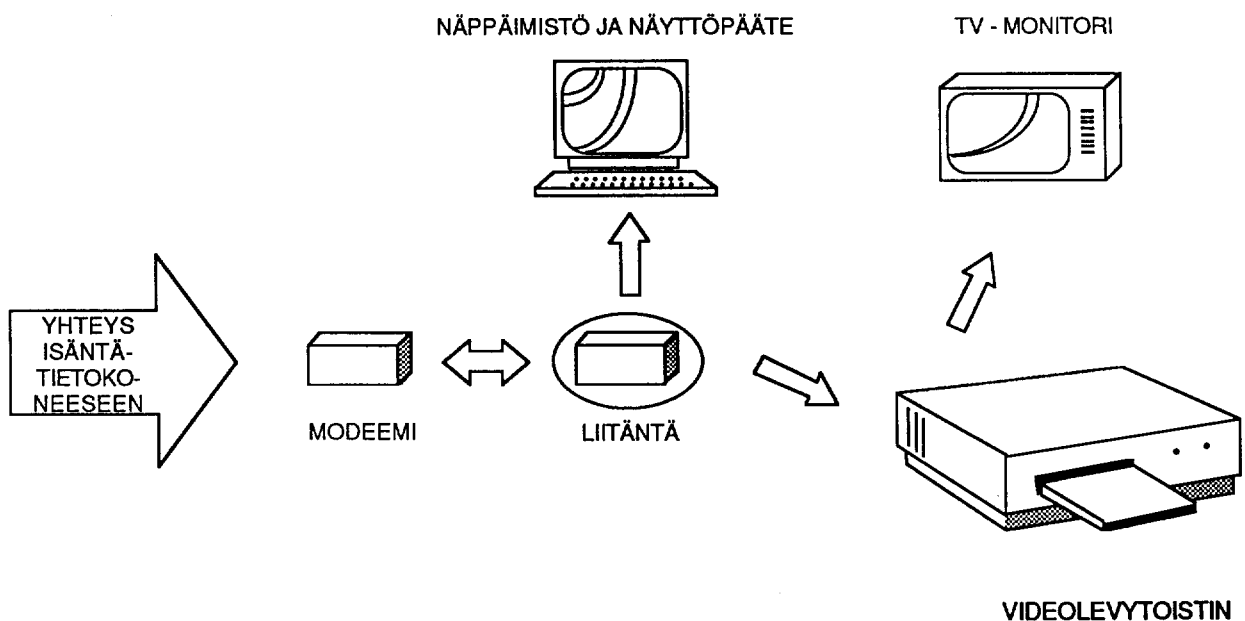 NÄPPÄIMISTÖ JA NÄYTTÖPÄÄTE
TV - MONITORI
YHTEYS
ISÄNTÄ-
TIETOKO-
NEESEEN
MODEEMI
LIITÄNTÄ
VIDEOLEVYTOISTIN